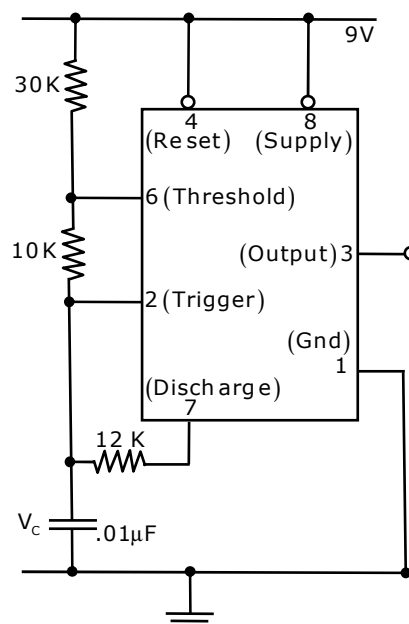 9V
30K
4
8
(Reset) (Supply)
6 (Threshold)
10K
(Output) 3
2 (Trigger)
(Gnd)
1
(Discharge)
7
12 K
VC
.01μF